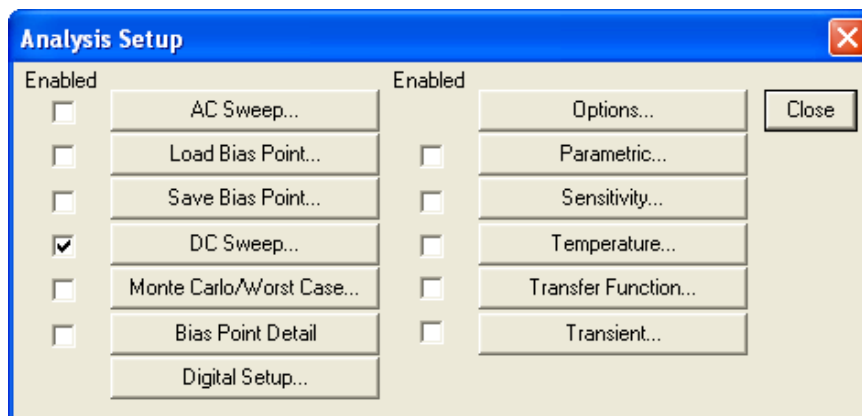 Analysis Setup
Enabled
AC Sweep...
Load Bias Point...
Save Bias Point...
DC Sweep...
Monte Carlo/Worst Case...
Bias Point Detail
Digital Setup...
Enabled
Options...
Parametric...
Sensitivity...
Temperature...
Transfer Function...
Transient...
Close